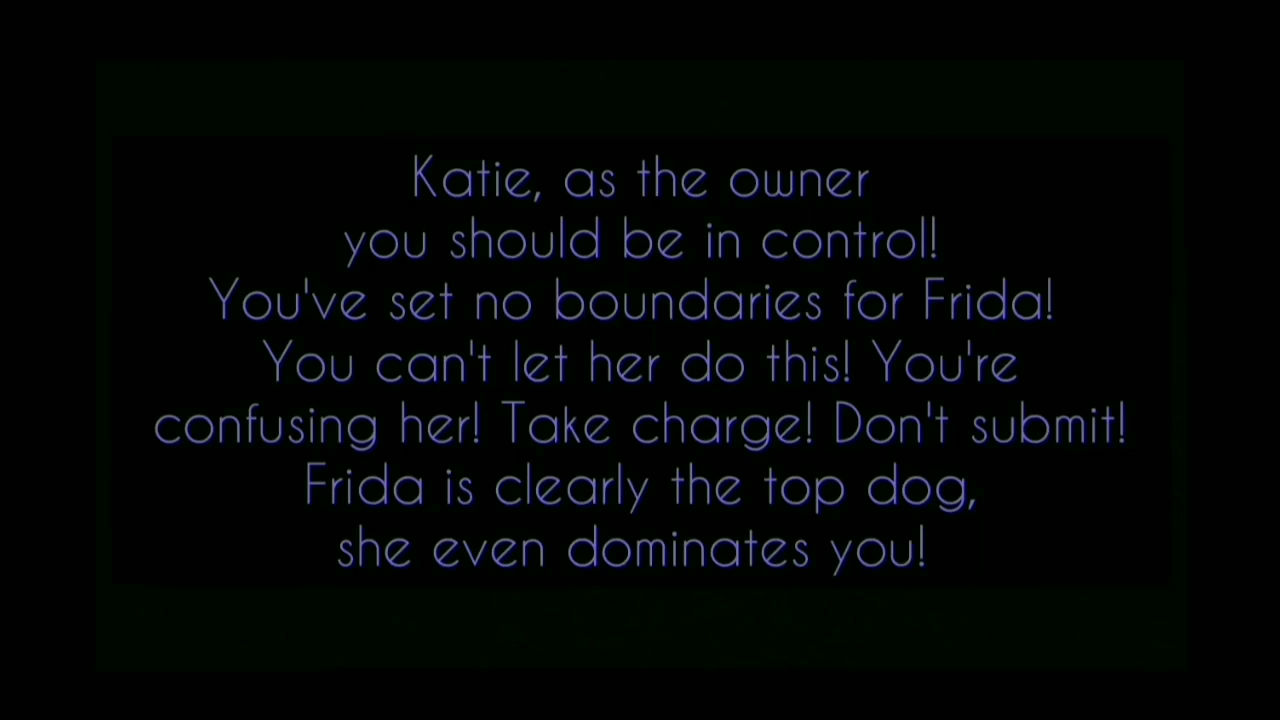 Katie, as the owner
you should be in control!
You've set no boundaries for Frida!
You can't let her do this! You're
confusing her! Take charge! Don't submit!
Frida is clearly the top dog,
she even dominates you!